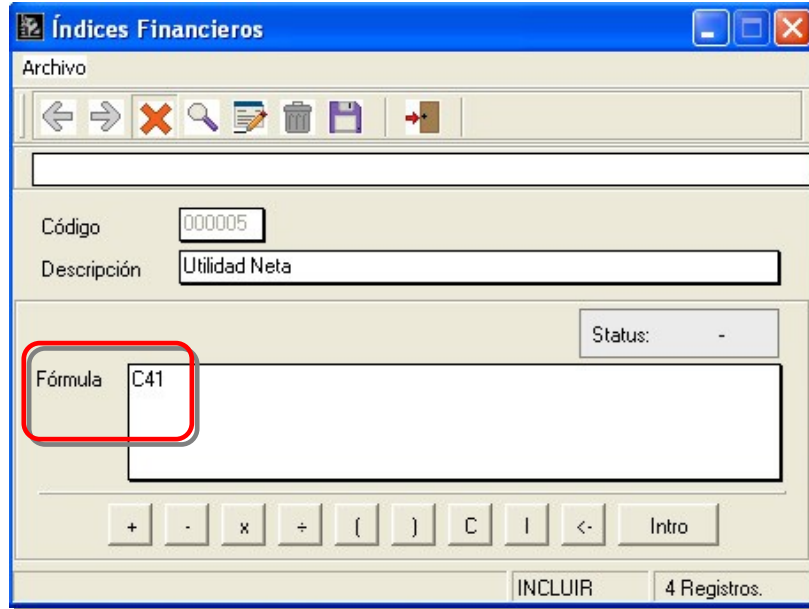 Índices Financieros
Archivo
Código 000005
Descripción Utilidad Neta
Status: -
Fórmula C41
+ - x ÷ ( ) C I <- Intro
INCLUIR 4 Registros.